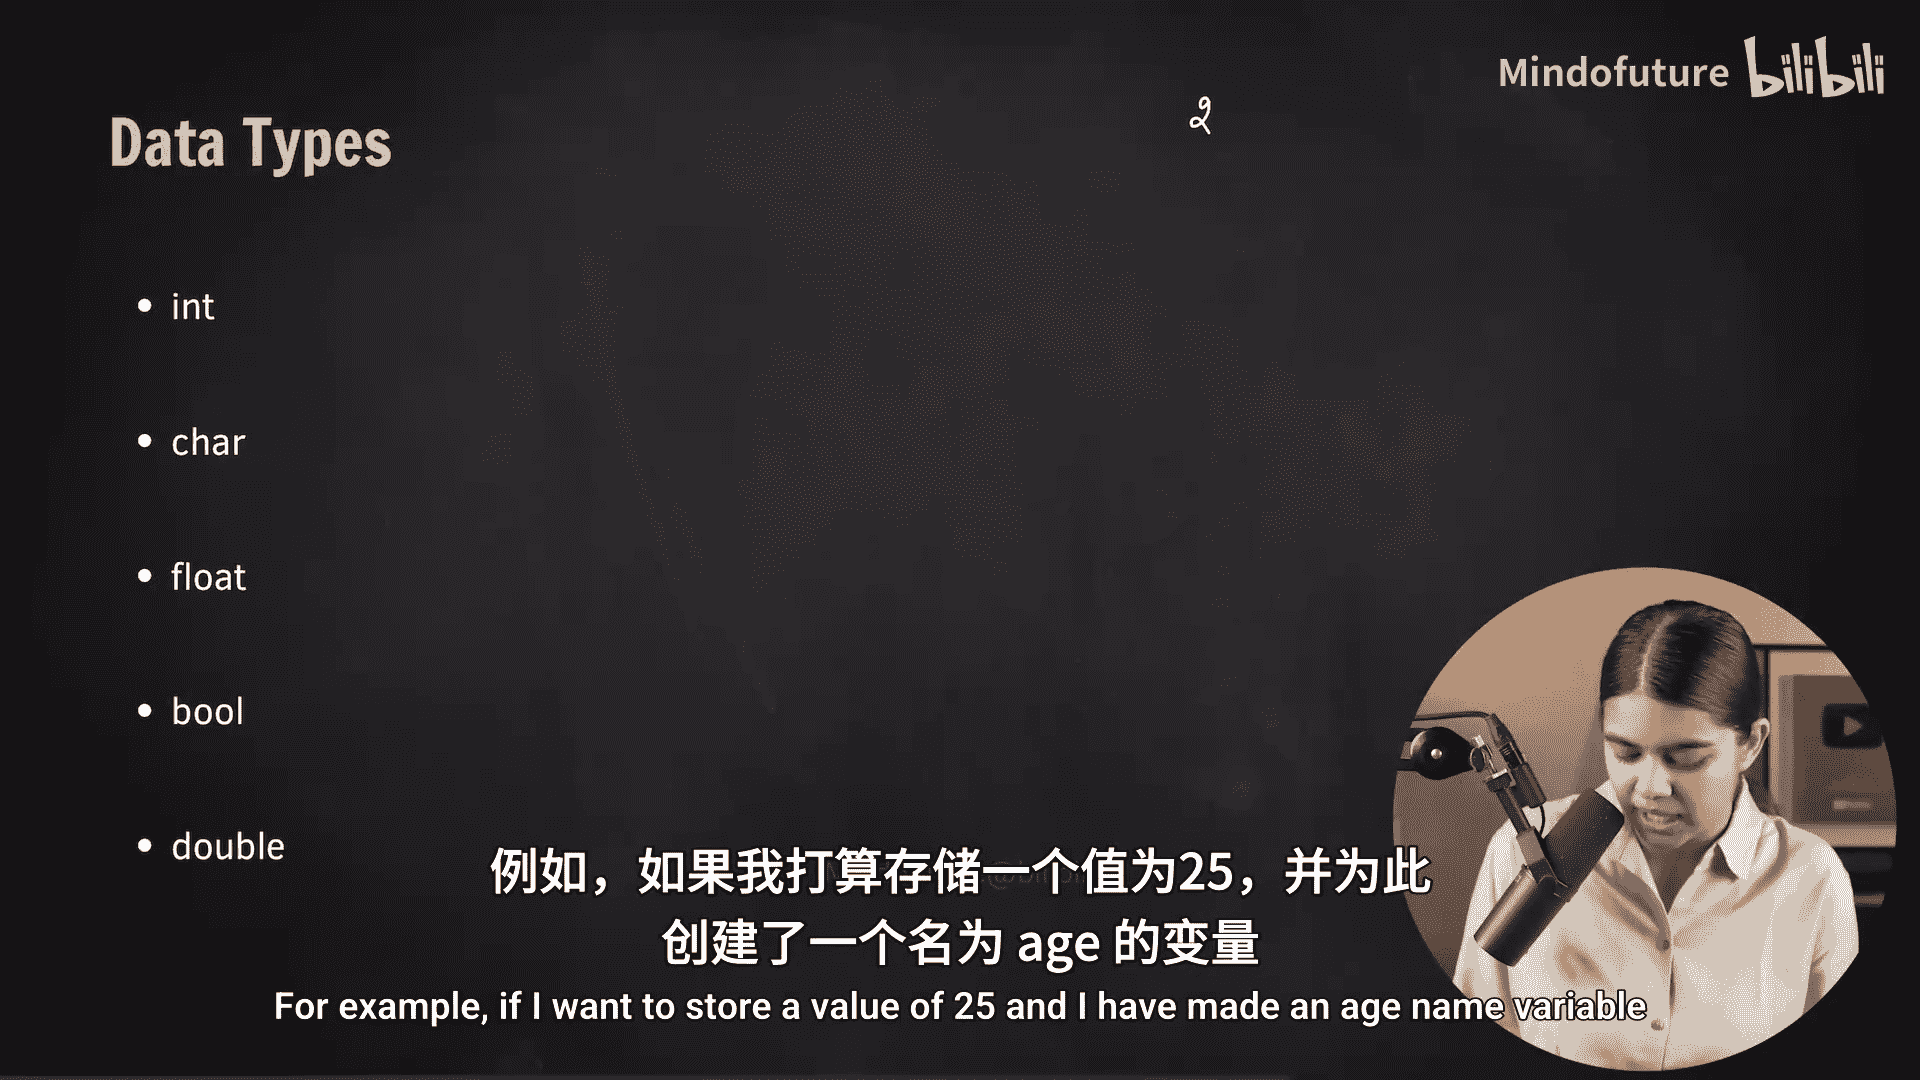 Mindofuture bilibili
2
Data Types
• int
• char
• float
• bool
• double
例如，如果我打算存储一个值为25，并为此
创建了一个名为 age 的变量
For example, if I want to store a value of 25 and I have made an age name variable